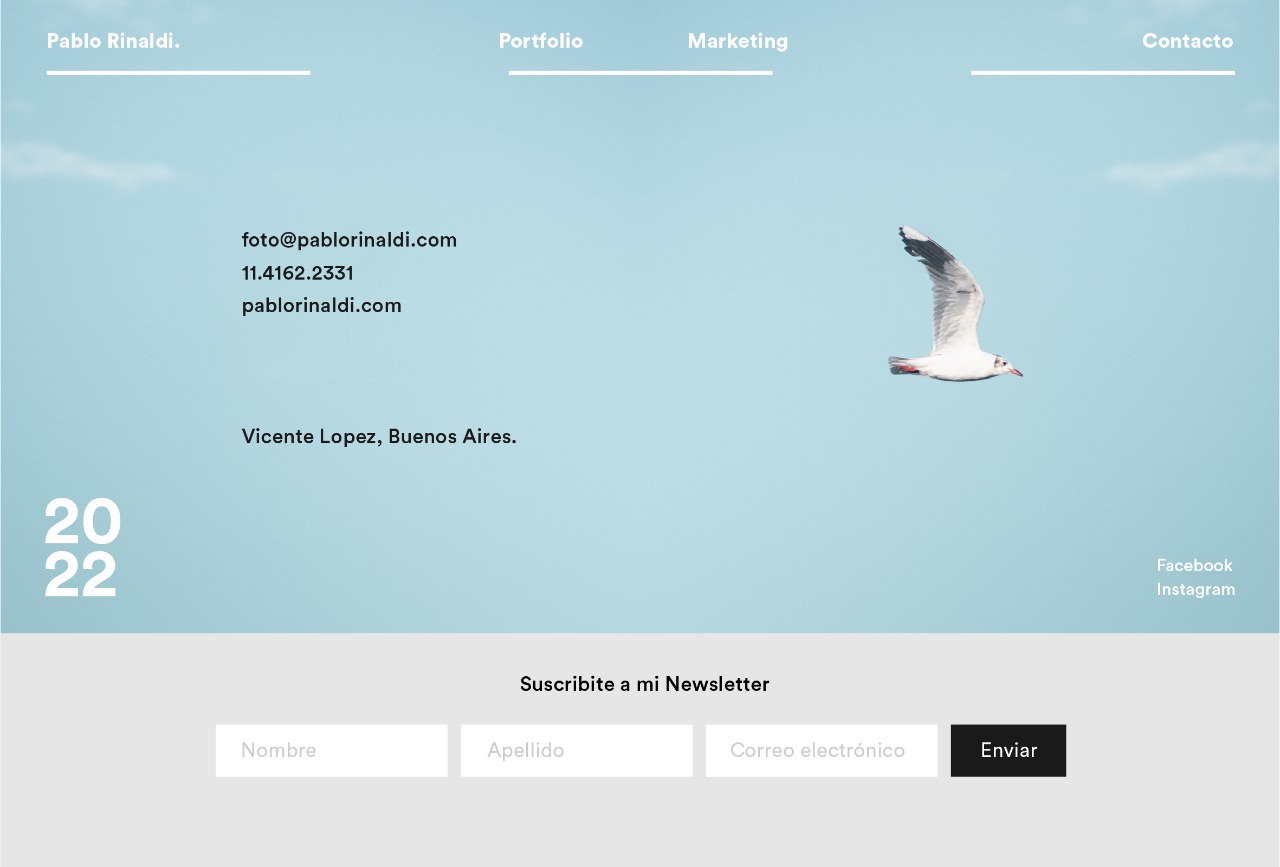 Pablo Rinaldi.
Portfolio
Marketing
Contacto
foto@pablorinaldi.com
11.4162.2331
pablorinaldi.com
Vicente Lopez, Buenos Aires.
20
22
Facebook
Instagram
Suscribite a mi Newsletter
Nombre
Apellido
Correo electrónico
Enviar